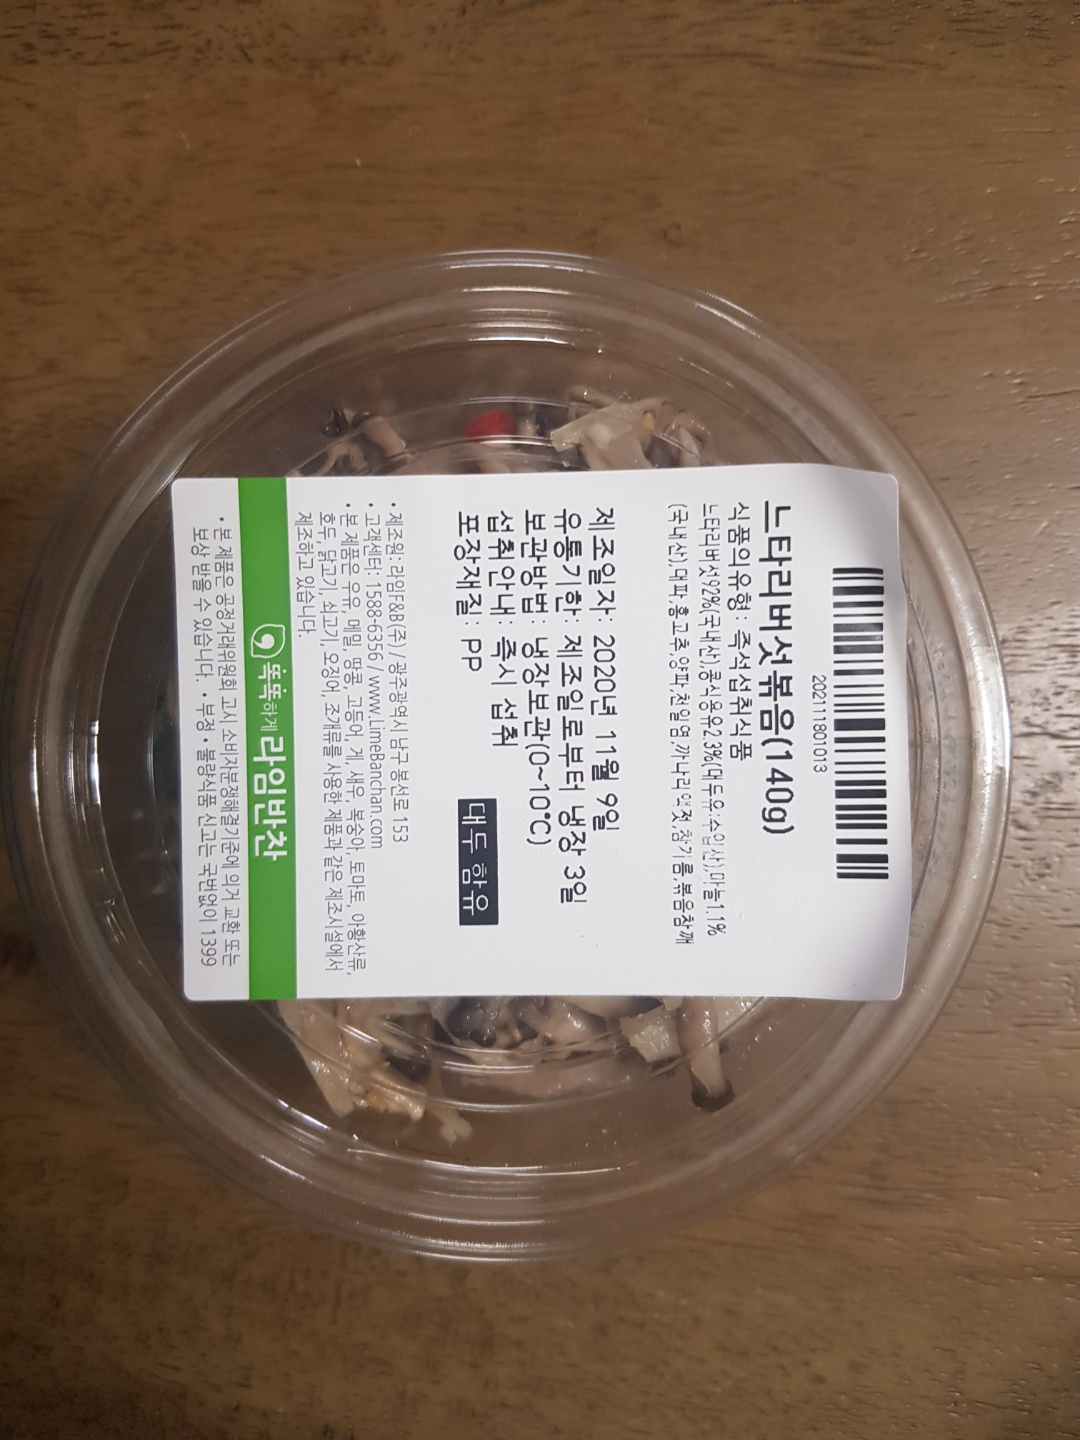 202111801013
느타리버섯볶음(140g)
식품의유형 : 즉석섭취식품
느타리버섯92%(국내산),콩식용유2.3%(대두유:수입산),마늘1.1%
(국내산),대파,홍고추,양파,천일염,까나리액젓,참기름,볶음참깨
제조일자 : 2020년 11월 9일
유통기한 : 제조일로부터 냉장 3일
보관방법 : 냉장보관(0~10℃)
섭취안내 : 즉시 섭취
포장재질 : PP
대두 함유
• 제조원: 라임F&B(주) / 광주광역시 남구 봉선로 153
• 고객센터: 1588-6356 / www.LimeBanchan.com
• 본 제품은 우유, 메밀, 땅콩, 고등어, 게, 새우, 복숭아, 토마토, 아황산류,
호두, 닭고기, 쇠고기, 오징어, 조개류를 사용한 제품과 같은 제조시설에서
제조하고 있습니다.
똑똑하게 라임반찬
• 본 제품은 공정거래위원회 고시 소비자분쟁해결기준에 의거 교환 또는
보상 받을 수 있습니다. • 부정 • 불량식품 신고는 국번없이 1399